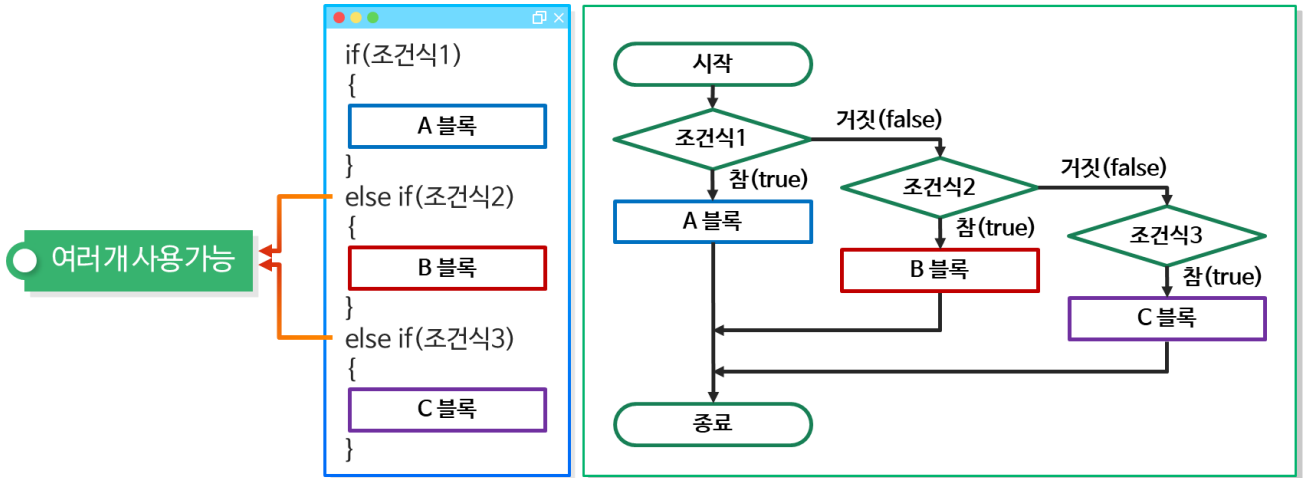 여러 개 사용 가능
if(조건식1)
{
A 블록
}
else if(조건식2)
{
B 블록
}
else if(조건식3)
{
C 블록
}
시작
조건식1
거짓(false)
참(true)
A 블록
조건식2
거짓(false)
참(true)
B 블록
조건식3
참(true)
C 블록
종료